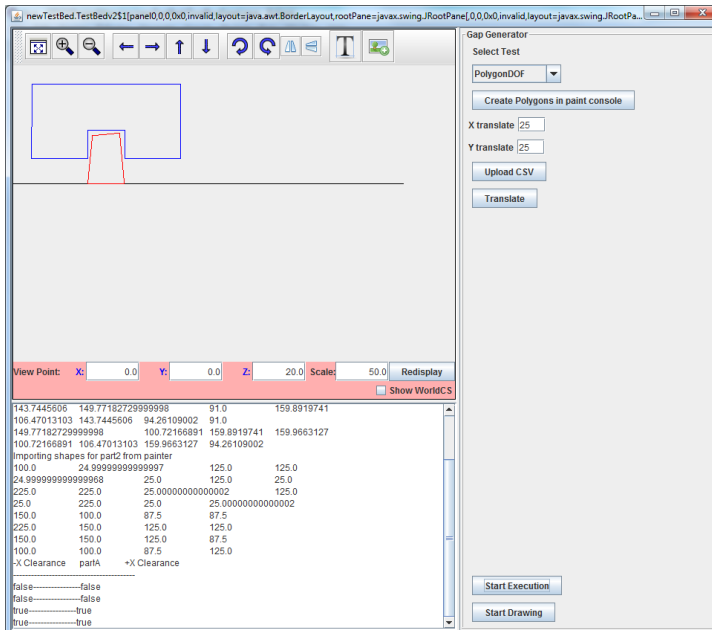 newTestBed.TestBedv2$1[panel0,0,0,0x0,invalid,layout=java.awt.BorderLayout,rootPane=javax.swing.JRootPane[,0,0,0x0,invalid,layout=javax.swing.JRootPa...
T
View Point: X: 0.0 Y: 0.0 Z: 20.0 Scale: 50.0 Redisplay
Show WorldCS
143.7445606 149.77182729999998 91.0 159.8919741
106.47013103 143.7445606 94.26109002 91.0
149.77182729999998 100.72166891 159.8919741 159.9663127
100.72166891 106.47013103 159.9663127 94.26109002
Importing shapes for part2 from painter
100.0 24.99999999999997 125.0 125.0
24.999999999999968 25.0 125.0 25.0
225.0 225.0 25.00000000000002 125.0
25.0 225.0 25.0 25.00000000000002
150.0 100.0 87.5 87.5
225.0 150.0 125.0 125.0
150.0 150.0 87.5 125.0
100.0 100.0 87.5 125.0
-X Clearance partA +X Clearance
------------------------------------------
false----------------false
false----------------false
true----------------true
true----------------true
Gap Generator
Select Test
PolygonDOF
Create Polygons in paint console
X translate 25
Y translate 25
Upload CSV
Translate
Start Execution
Start Drawing